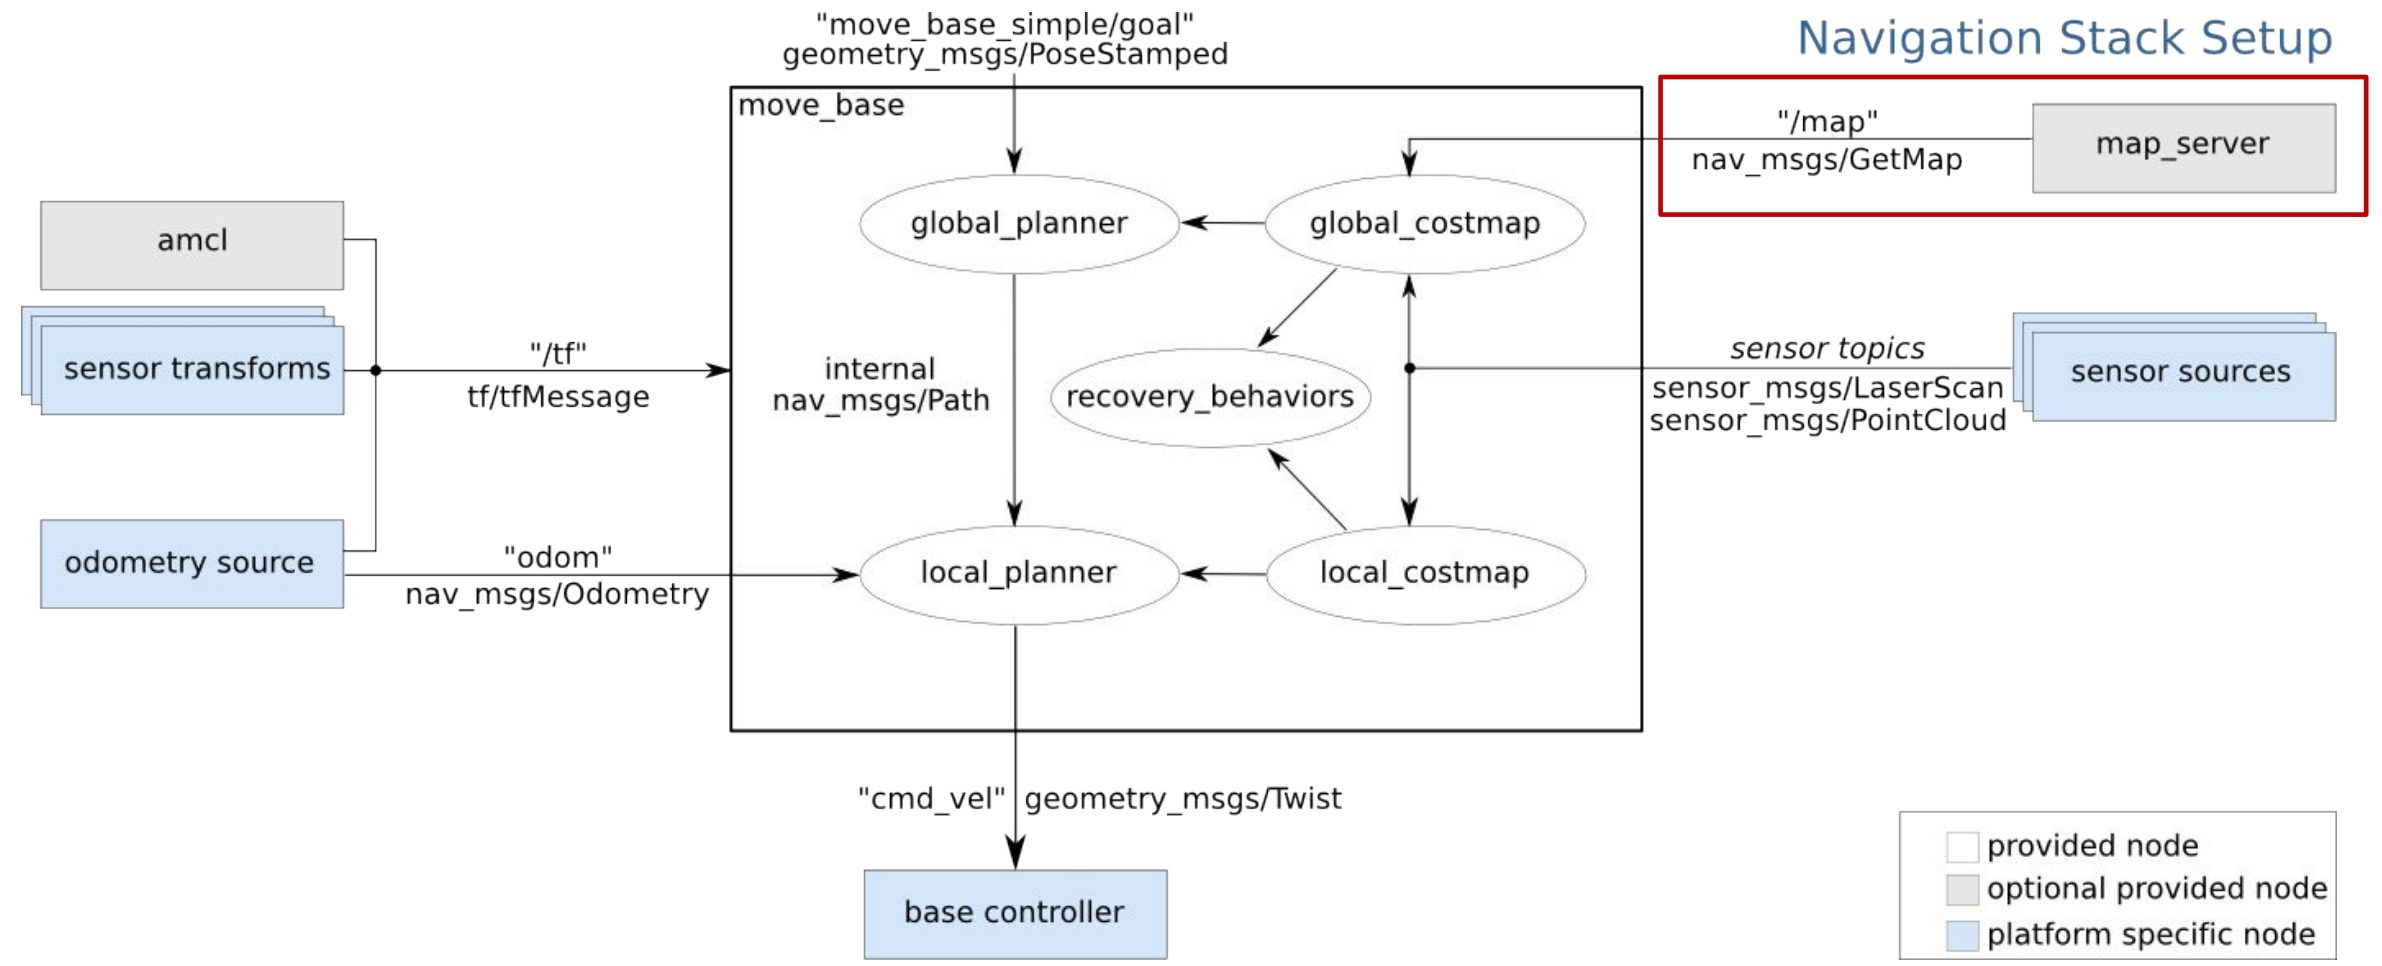 "move_base_simple/goal"
geometry_msgs/PoseStamped
Navigation Stack Setup
move_base
"/map"
nav_msgs/GetMap
map_server
global_planner
global_costmap
amcl
sensor transforms
"/tf"
tf/tfMessage
internal
nav_msgs/Path
recovery_behaviors
sensor topics
sensor_msgs/LaserScan
sensor_msgs/PointCloud
sensor sources
odometry source
"odom"
nav_msgs/Odometry
local_planner
local_costmap
"cmd_vel" geometry_msgs/Twist
base controller
provided node
optional provided node
platform specific node